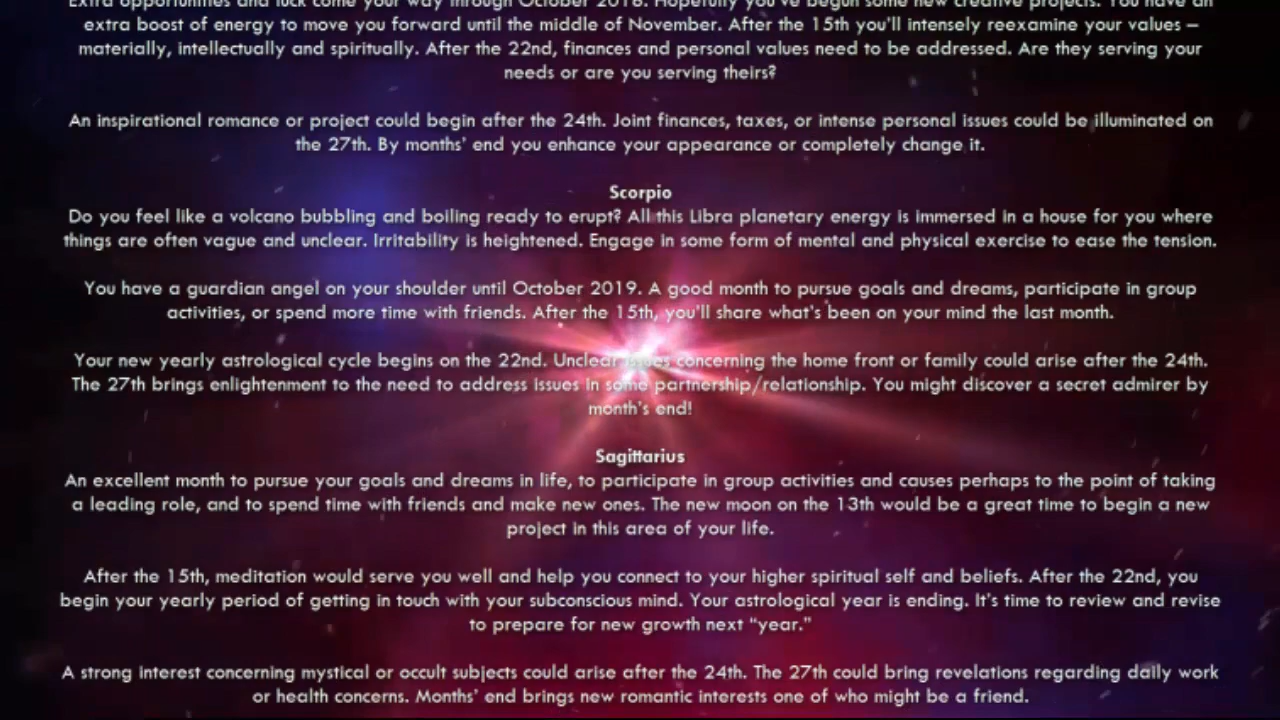 Extra opportunities and luck come your way through October 2018. Hopefully you've begun some new creative projects. You have an
extra boost of energy to move you forward until the middle of November. After the 15th you'll intensely reexamine your values –
materially, intellectually and spiritually. After the 22nd, finances and personal values need to be addressed. Are they serving your
needs or are you serving theirs?
An inspirational romance or project could begin after the 24th. Joint finances, taxes, or intense personal issues could be illuminated on
the 27th. By months' end you enhance your appearance or completely change it.
Scorpio
Do you feel like a volcano bubbling and boiling ready to erupt? All this Libra planetary energy is immersed in a house for you where
things are often vague and unclear. Irritability is heightened. Engage in some form of mental and physical exercise to ease the tension.
You have a guardian angel on your shoulder until October 2019. A good month to pursue goals and dreams, participate in group
activities, or spend more time with friends. After the 15th, you'll share what's been on your mind the last month.
Your new yearly astrological cycle begins on the 22nd. Unclear issues concerning the home front or family could arise after the 24th.
The 27th brings enlightenment to the need to address issues in some partnership/relationship. You might discover a secret admirer by
month's end!
Sagittarius
An excellent month to pursue your goals and dreams in life, to participate in group activities and causes perhaps to the point of taking
a leading role, and to spend time with friends and make new ones. The new moon on the 13th would be a great time to begin a new
project in this area of your life.
After the 15th, meditation would serve you well and help you connect to your higher spiritual self and beliefs. After the 22nd, you
begin your yearly period of getting in touch with your subconscious mind. Your astrological year is ending. It's time to review and revise
to prepare for new growth next "year."
A strong interest concerning mystical or occult subjects could arise after the 24th. The 27th could bring revelations regarding daily work
or health concerns. Months' end brings new romantic interests one of who might be a friend.